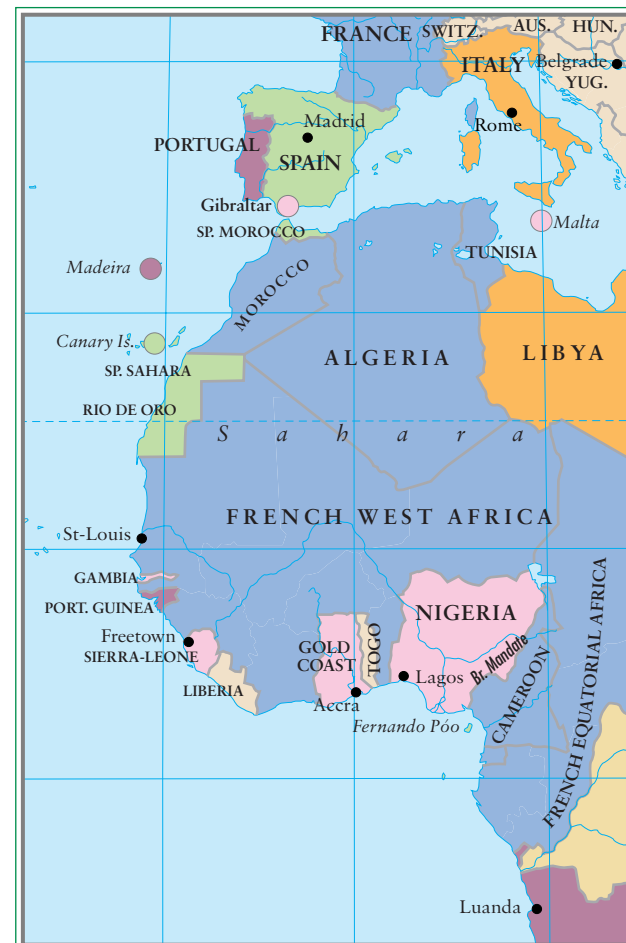 FRANCE
SWITZ.
AUS.
HUN.
ITALY
Belgrade
YUG.
Madrid
Rome
PORTUGAL
SPAIN
Gibraltar
Malta
SP. MOROCCO
TUNISIA
Madeira
MOROCCO
Canary Is.
ALGERIA
LIBYA
SP. SAHARA
RIO DE ORO
Sahara
FRENCH WEST AFRICA
St-Louis
GAMBIA
PORT. GUINEA
NIGERIA
Freetown
SIERRA-LEONE
GOLD
COAST
TOGO
Br. Mandate
LIBERIA
Lagos
Accra
CAMEROON
FRENCH EQUATORIAL AFRICA
Fernando Póo
Luanda